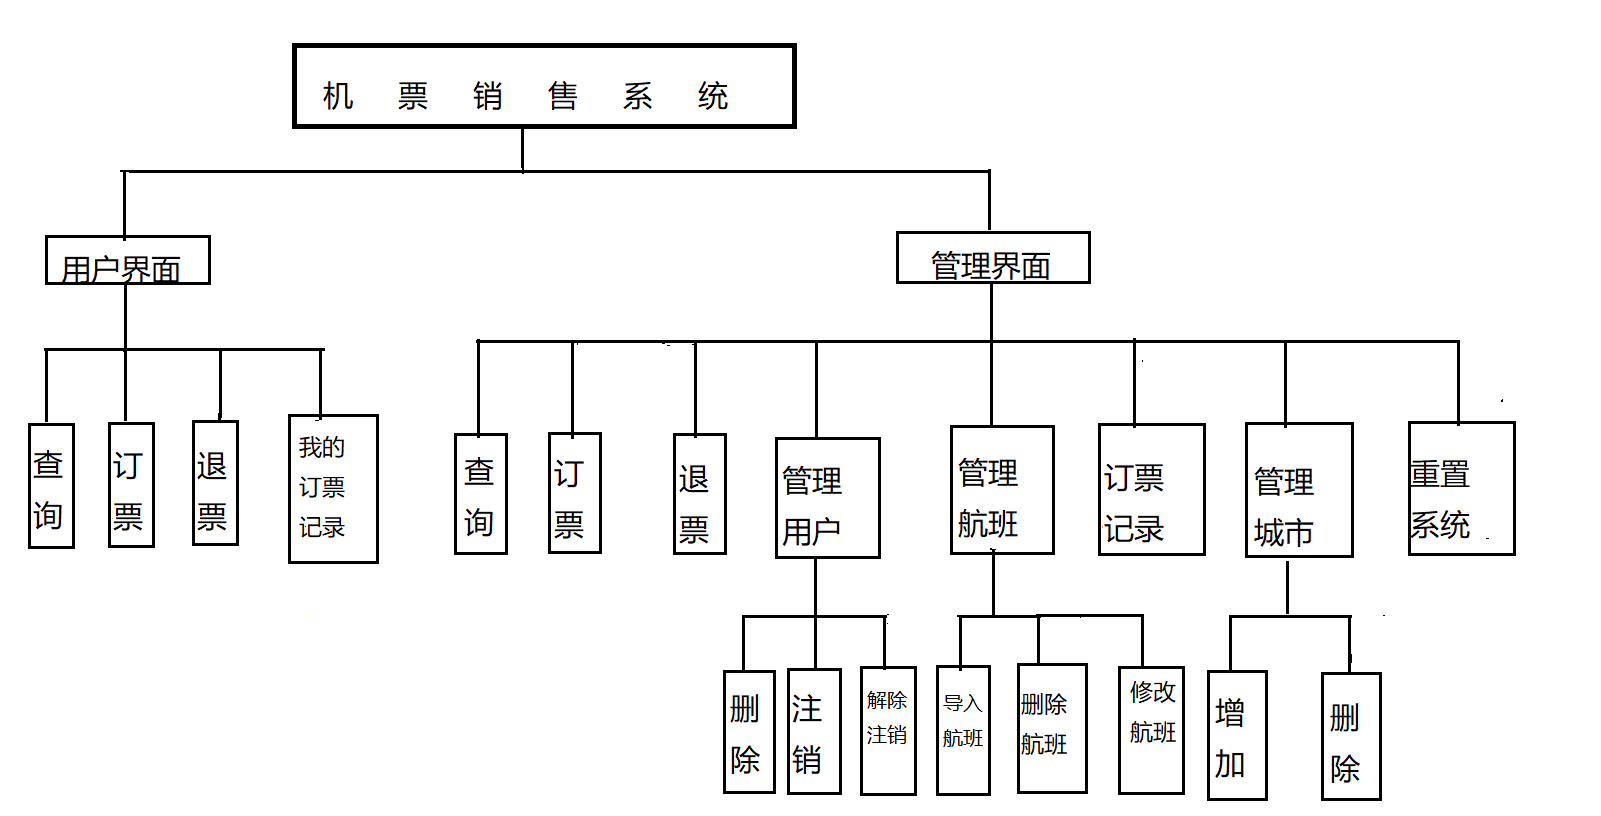 机票销售系统
用户界面
管理界面
查
询
订
票
退
票
我的
订票
记录
查
询
订
票
退
票
管理
用户
管理
航班
订票
记录
管理
城市
重置
系统
删
除
注
销
解除
注销
导入
航班
删除
航班
修改
航班
增
加
删
除